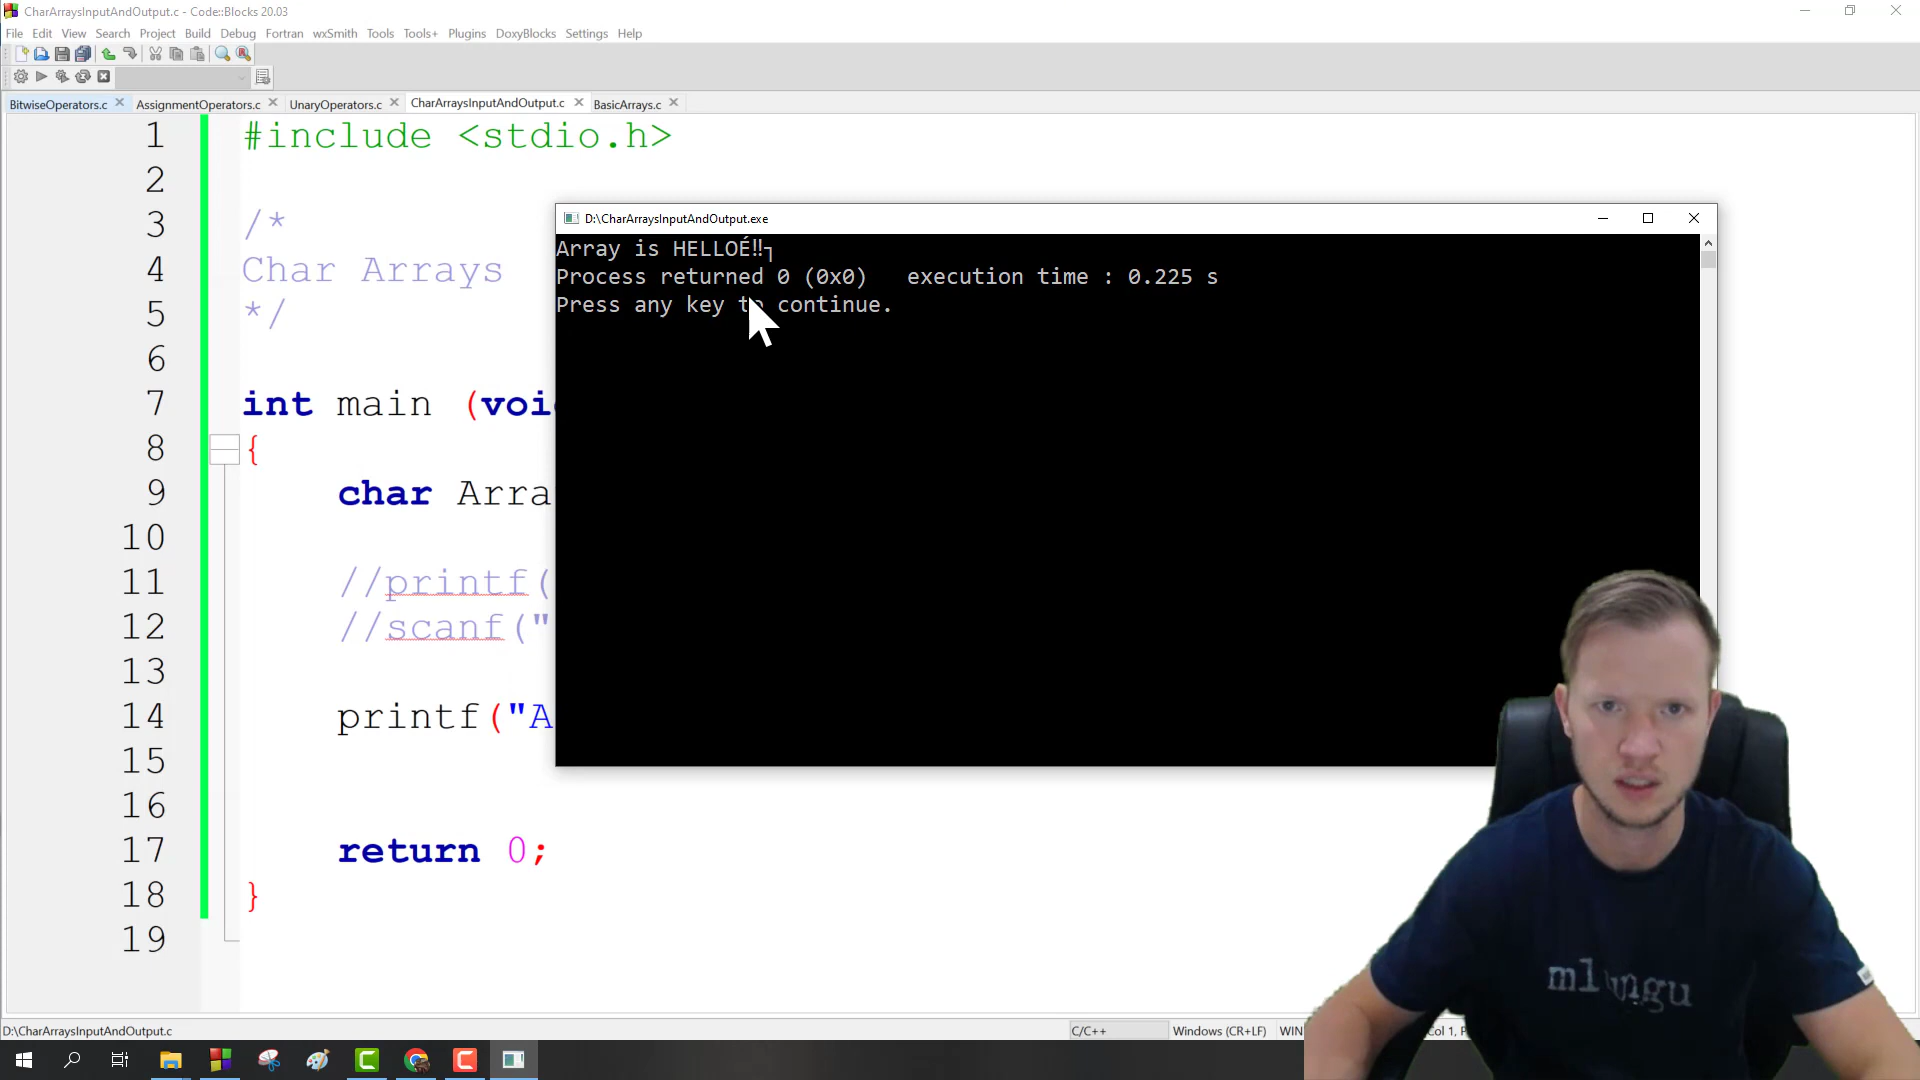 CharArraysInputAndOutput.c - Code::Blocks 20.03
File Edit View Search Project Build Debug Fortran wxSmith Tools Tools+ Plugins DoxyBlocks Settings Help
BitwiseOperators.c AssignmentOperators.c UnaryOperators.c CharArraysInputAndOutput.c BasicArrays.c
1 #include <stdio.h>
2
3 /*
4 Char Arrays
5 */
6
7 int main (voi
8 {
9 char Arra
10
11 //printf(
12 //scanf("
13
14 printf("A
15
16
17 return 0;
18 }
19
D:\CharArraysInputAndOutput.exe
Array is HELLOÉ‼┐
Process returned 0 (0x0) execution time : 0.225 s
Press any key to continue.
mlungu
D:\CharArraysInputAndOutput.c C/C++ Windows (CR+LF) WIN Col 1, P